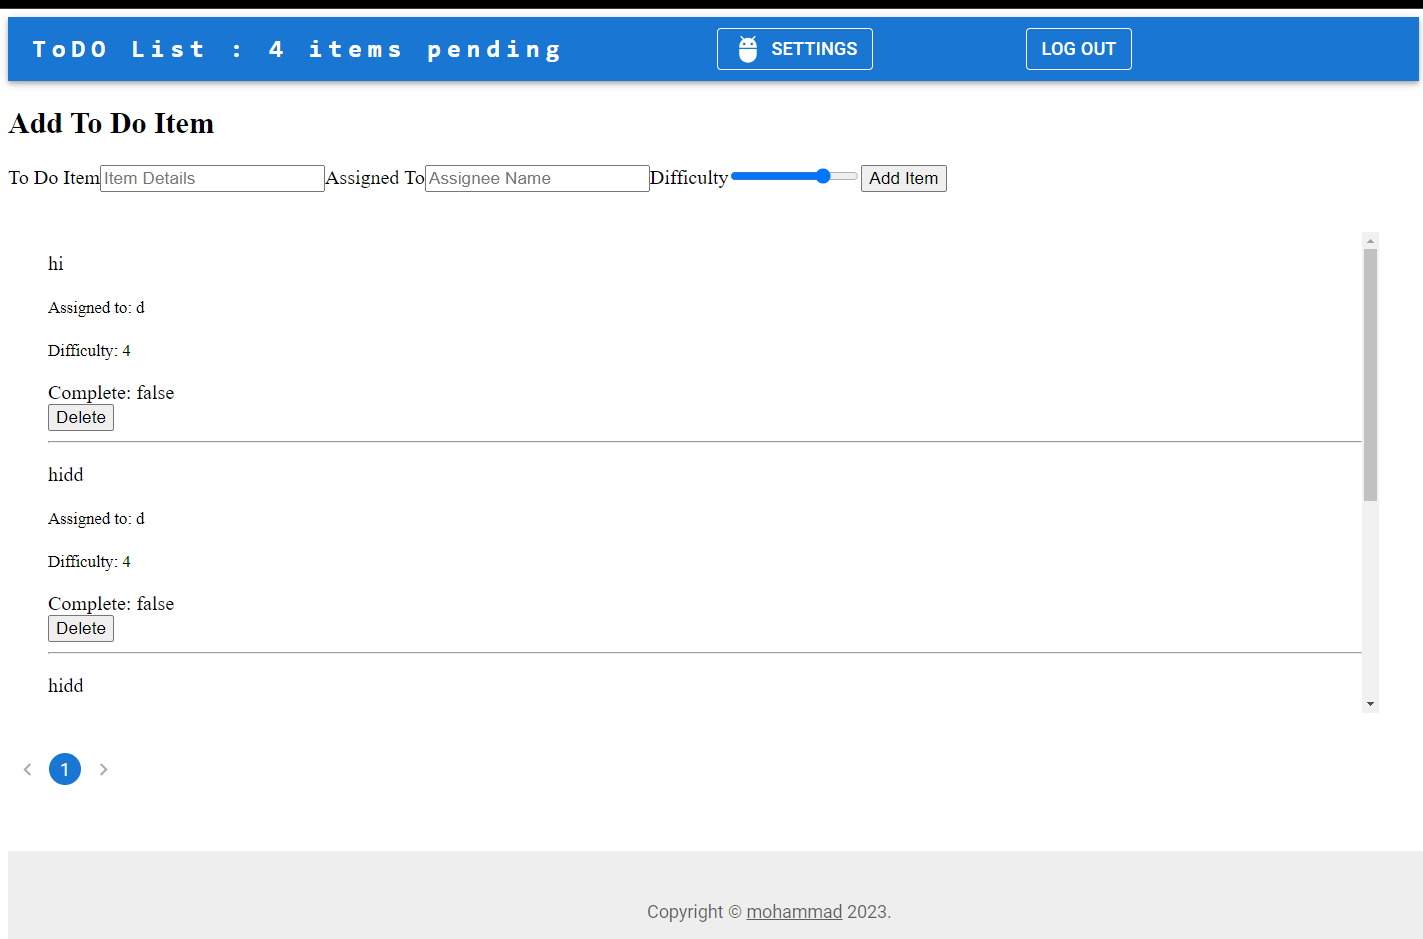 ToDO List : 4 items pending SETTINGS LOG OUT
Add To Do Item
To Do Item Item Details Assigned To Assignee Name Difficulty Add Item
hi
Assigned to: d
Difficulty: 4
Complete: false
Delete
hidd
Assigned to: d
Difficulty: 4
Complete: false
Delete
hidd
1
Copyright © mohammad 2023.